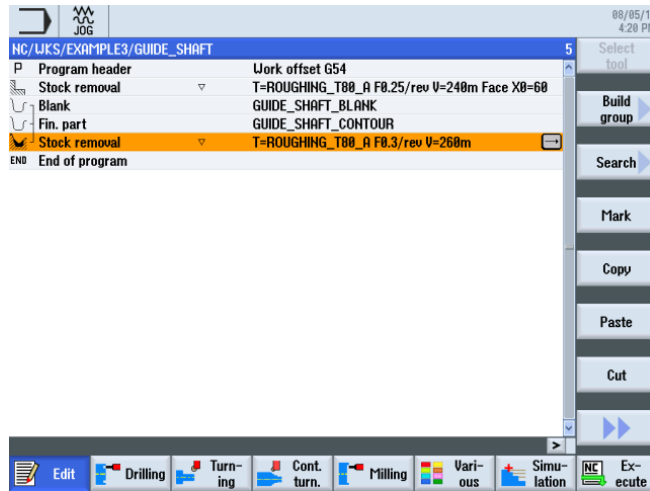 JOG
08/05/1
4:20 P
NC/WKS/EXAMPLE3/GUIDE_SHAFT 5
Select tool
P Program header Work offset G54
Stock removal ▽ T=ROUGHING_T80_A F0.25/rev V=240m Face X0=60
Blank GUIDE_SHAFT_BLANK
Fin. part GUIDE_SHAFT_CONTOUR
Stock removal ▽ T=ROUGHING_T80_A F0.3/rev V=260m
END End of program
Build group
Search
Mark
Copy
Paste
Cut
Edit
Drilling
Turn-
ing
Cont.
turn.
Milling
Vari-
ous
Simu-
lation
NC
Ex-
ecute